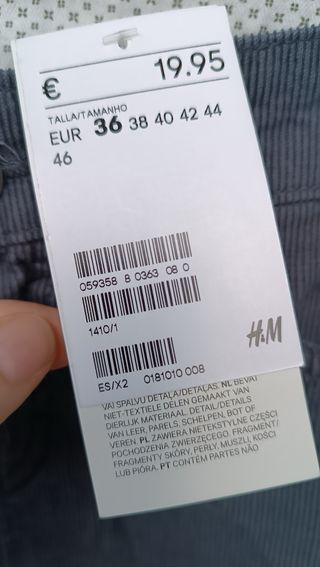 € 19.95
TALLA/TAMANHO
EUR 36 38 40 42 44
46
059358 8 0363 08 0
1410/1
H&M
ES/X2 0181010 008
VAI SPALVU DETAĻA/DETAĻAS. NL BEVAT
NIET-TEXTIELE DELEN GEMAAKT VAN
DIERLIJK MATERIAAL. DETAIL/DETAILS
VAN LEER, PARELS, SCHELPEN, BOT OF
VEREN. PL ZAWIERA NIETEKSTYLNE CZĘŚCI
POCHODZENIA ZWIERZĘCEGO. FRAGMENT/
FRAGMENTY SKÓRY, PERŁY, MUSZLI, KOŚCI
LUB PIÓRA. PT CONTÉM PARTES NÃO